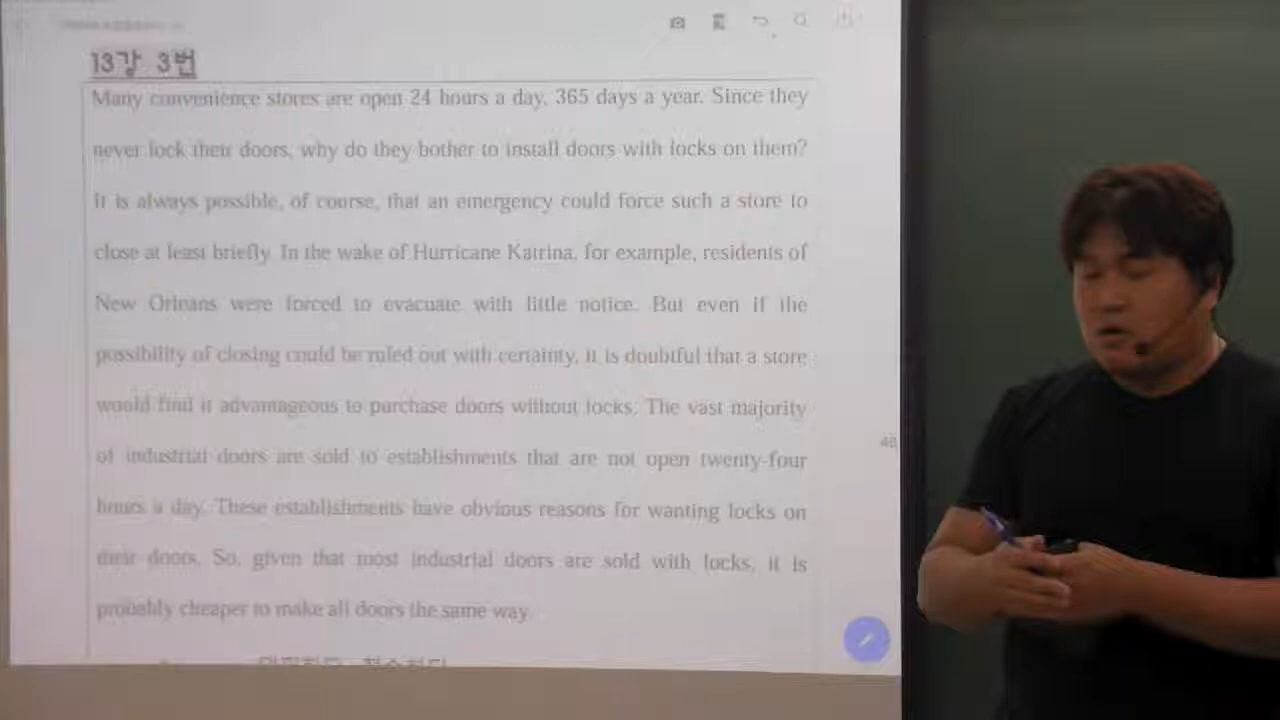 13강 3번
Many convenience stores are open 24 hours a day, 365 days a year. Since they
never lock their doors, why do they bother to install doors with locks on them?
It is always possible, of course, that an emergency could force such a store to
close at least briefly. In the wake of Hurricane Katrina, for example, residents of
New Orleans were forced to evacuate with little notice. But even if the
possibility of closing could be ruled out with certainty, it is doubtful that a store
would find it advantageous to purchase doors without locks. The vast majority
of industrial doors are sold to establishments that are not open twenty-four
hours a day. These establishments have obvious reasons for wanting locks on
their doors. So, given that most industrial doors are sold with locks, it is
probably cheaper to make all doors the same way.
46